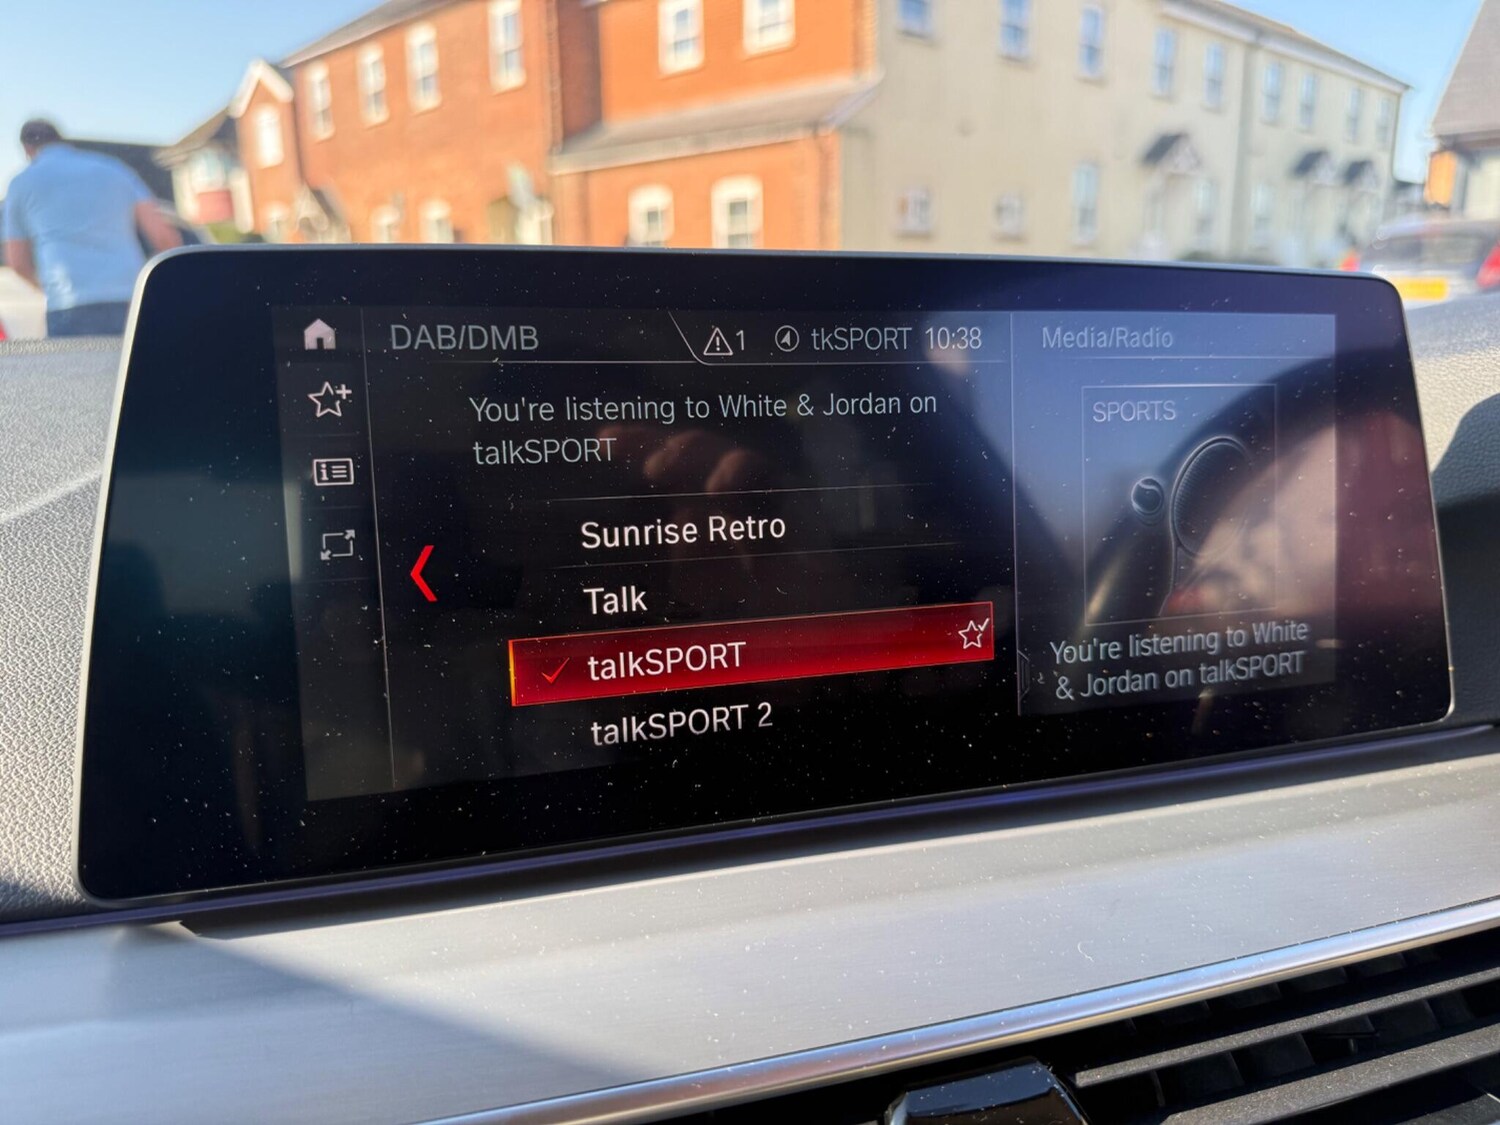 DAB/DMB
1
tkSPORT 10:38
Media/Radio
You're listening to White & Jordan on
talkSPORT
Sunrise Retro
Talk
talkSPORT
talkSPORT 2
SPORTS
You're listening to White
& Jordan on talkSPORT